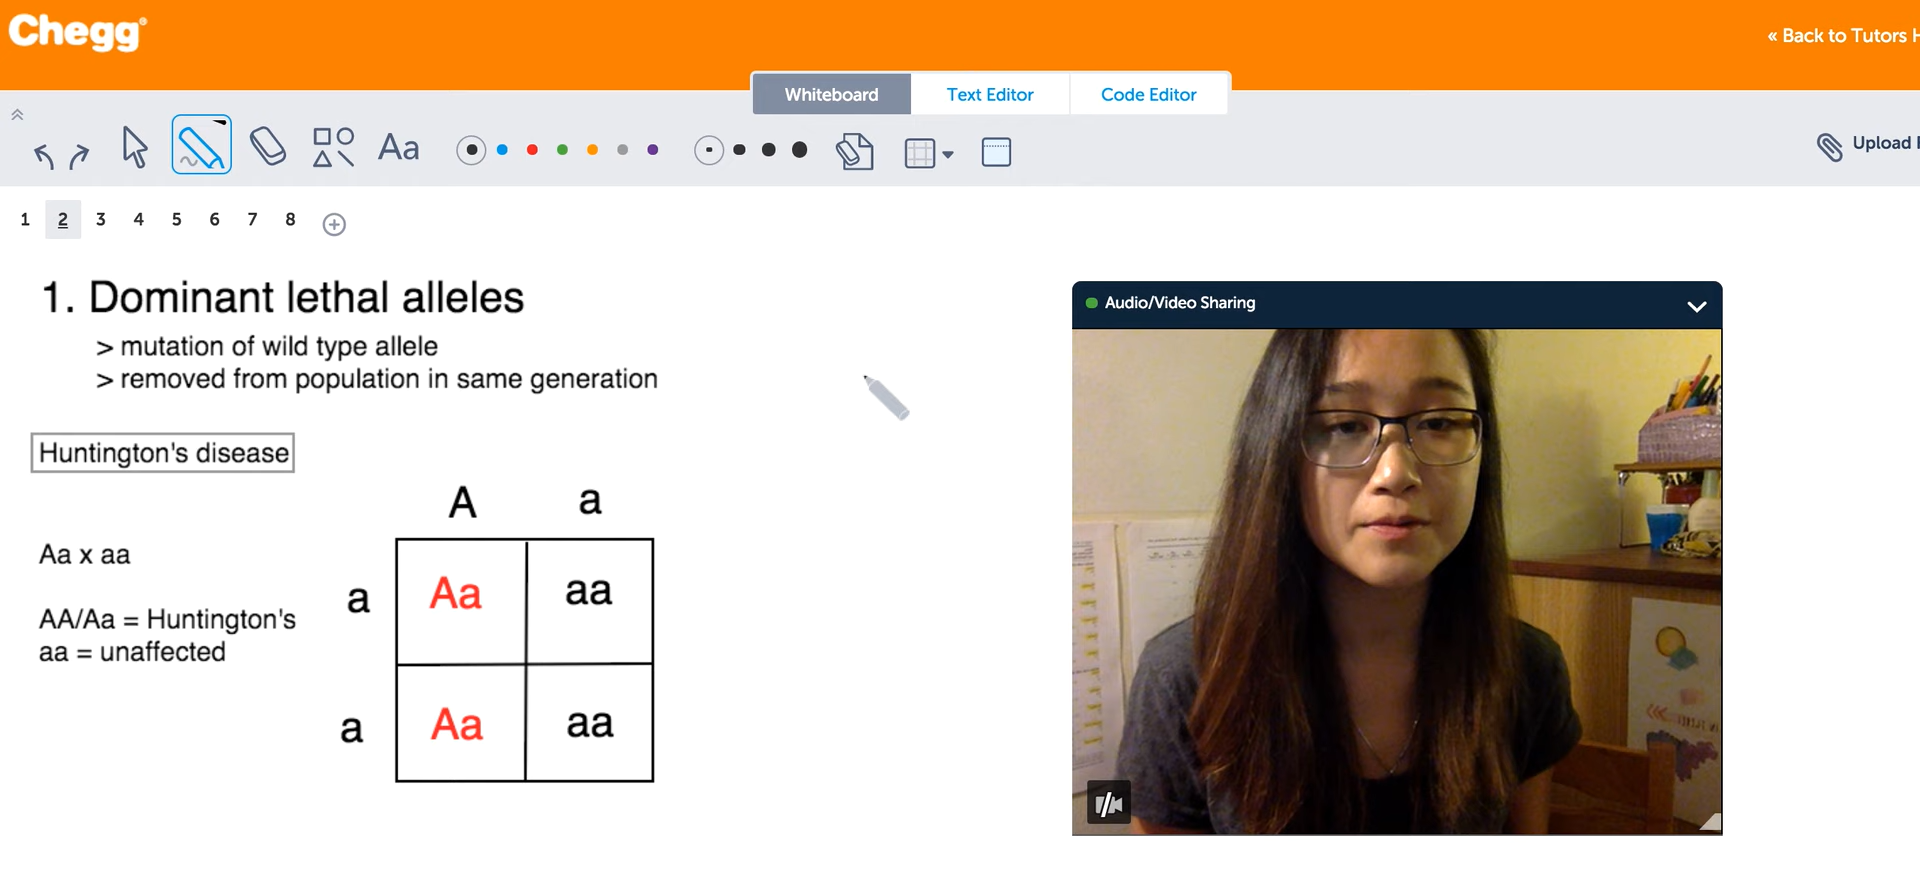 Chegg®
« Back to Tutors
Whiteboard
Text Editor
Code Editor
Aa
Upload
1 2 3 4 5 6 7 8
1. Dominant lethal alleles
> mutation of wild type allele
> removed from population in same generation
Audio/Video Sharing
Huntington's disease
A a
Aa x aa
AA/Aa = Huntington's
aa = unaffected
a Aa aa
a Aa aa